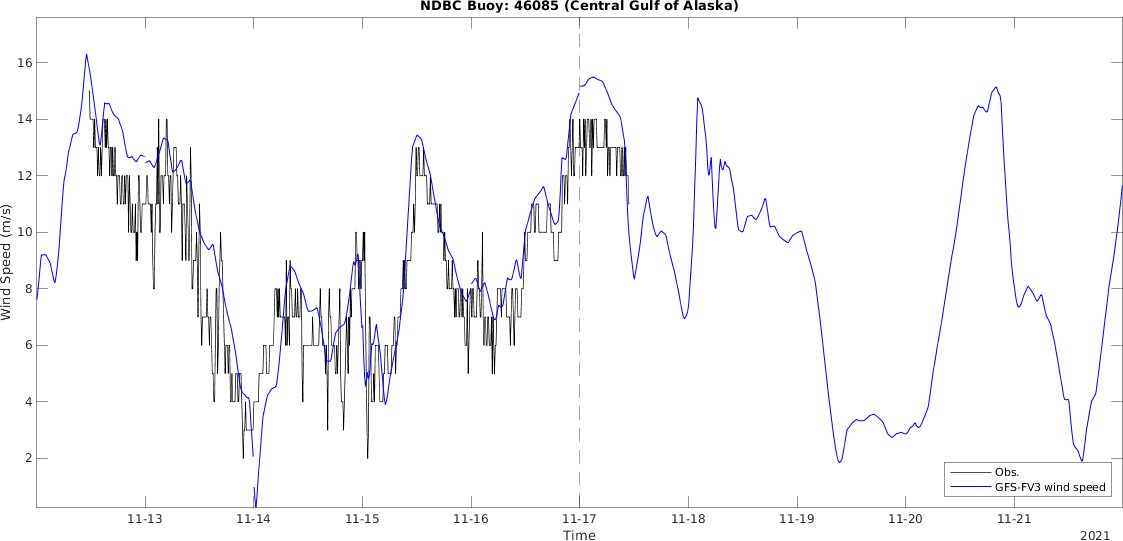 NDBC Buoy: 46085 (Central Gulf of Alaska)
16
14
12
10
8
6
4
2
Wind Speed (m/s)
11-13 11-14 11-15 11-16 11-17 11-18 11-19 11-20 11-21
Time
2021
Obs.
GFS-FV3 wind speed